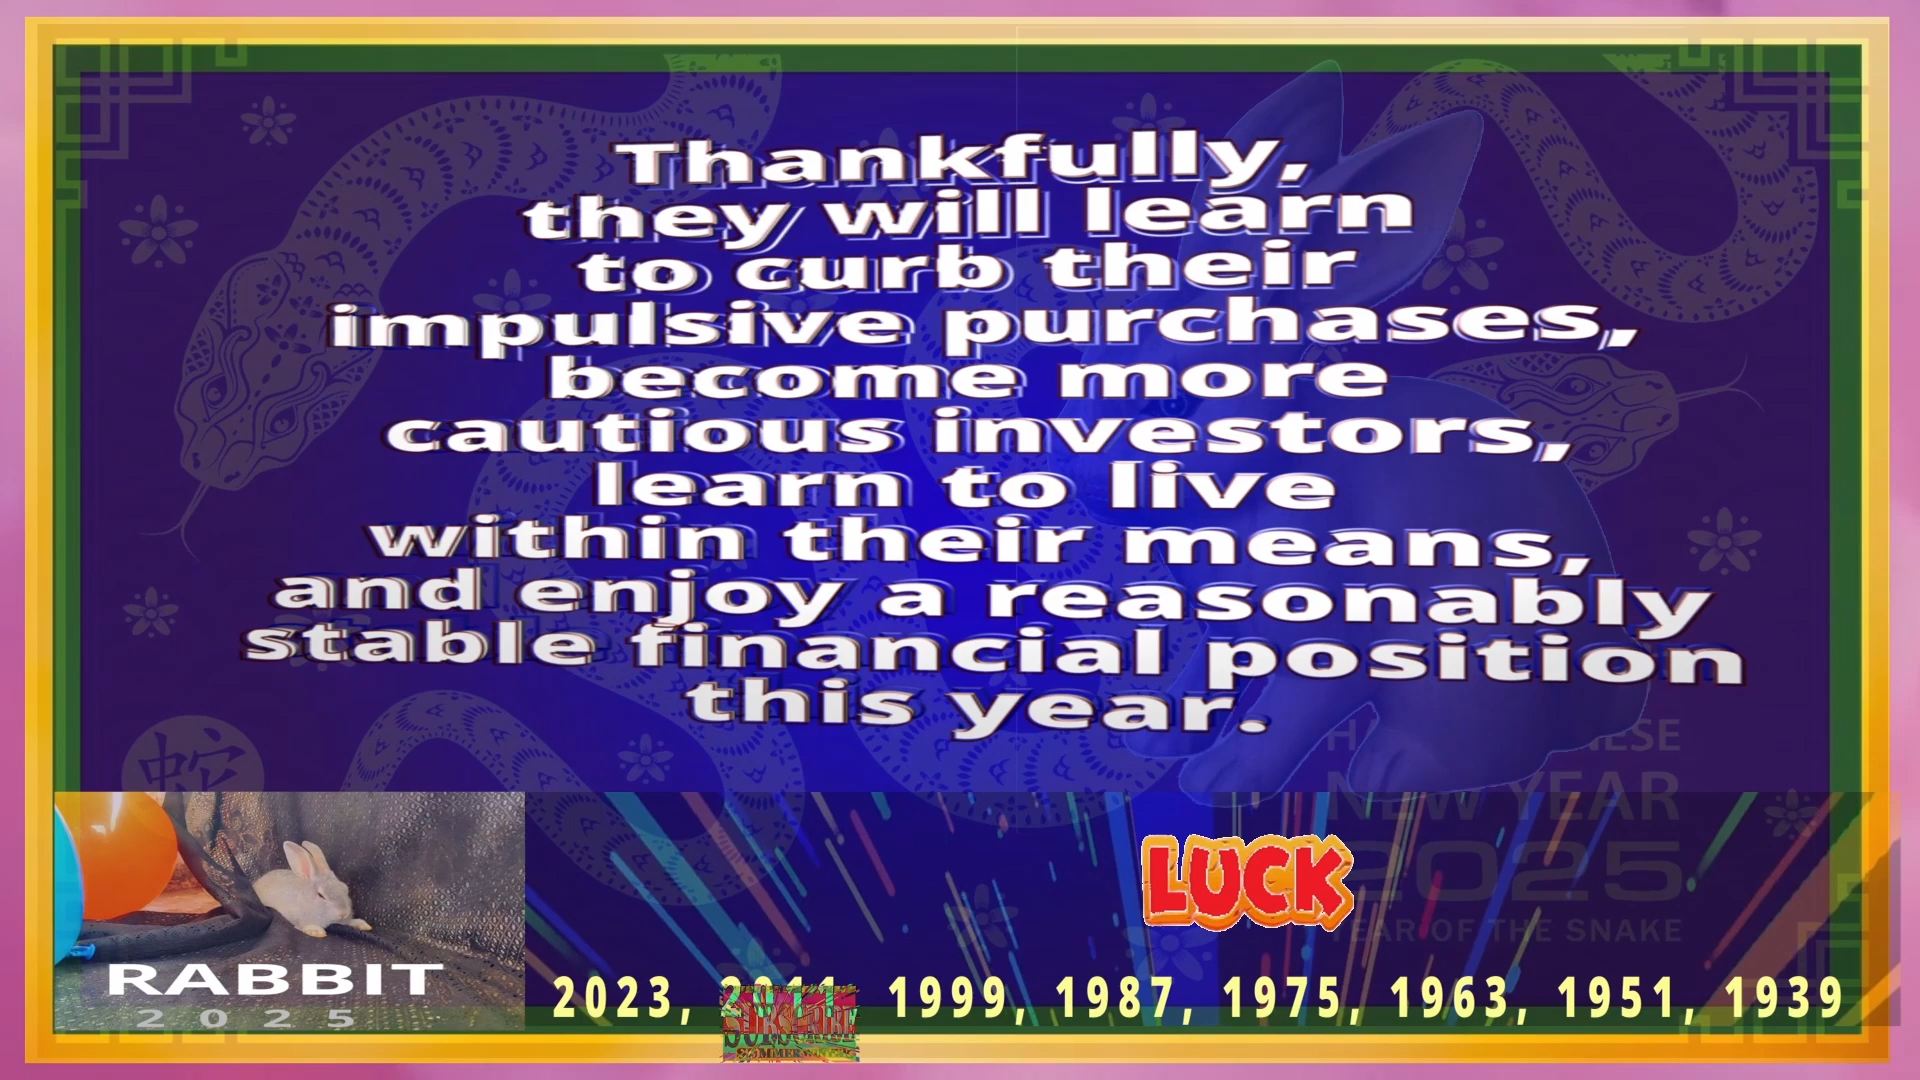 Thankfully,
they will learn
to curb their
impulsive purchases,
become more
cautious investors,
learn to live
within their means,
and enjoy a reasonably
stable financial position
this year.
蛇
NEW YEAR
2025
YEAR OF THE SNAKE
LUCK
RABBIT
2025
2023, 2011, 1999, 1987, 1975, 1963, 1951, 1939